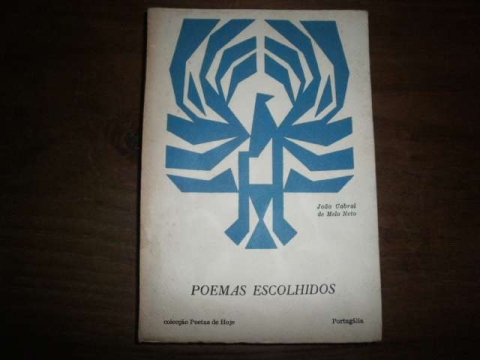 João Cabral
de Melo Neto
POEMAS ESCOLHIDOS
colecção Poetas de Hoje
Portugália